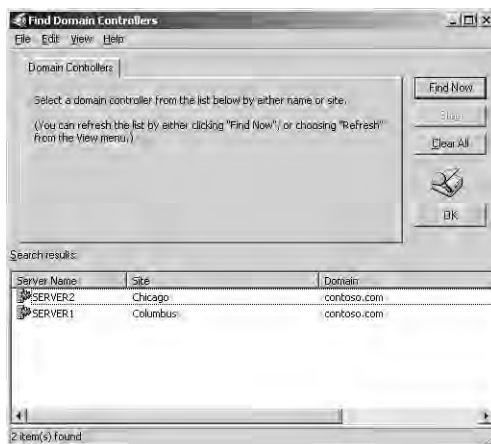 Find Domain Controllers
File Edit View Help
Domain Controllers
Select a domain controller from the list below by either name or site.
(You can refresh the list by either clicking "Find Now"/ or choosing "Refresh"
from the View menu.)
Find Now
Stop
Clear All
OK
Search results:
Server Name Site Domain
SERVER2 Chicago contoso.com
SERVER1 Columbus contoso.com
2 item(s) found